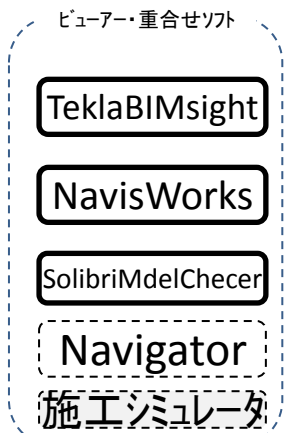 ビューアー・重合せソフト
TeklaBIMsight
NavisWorks
SolibriMdelChecer
Navigator
施工シミュレータ